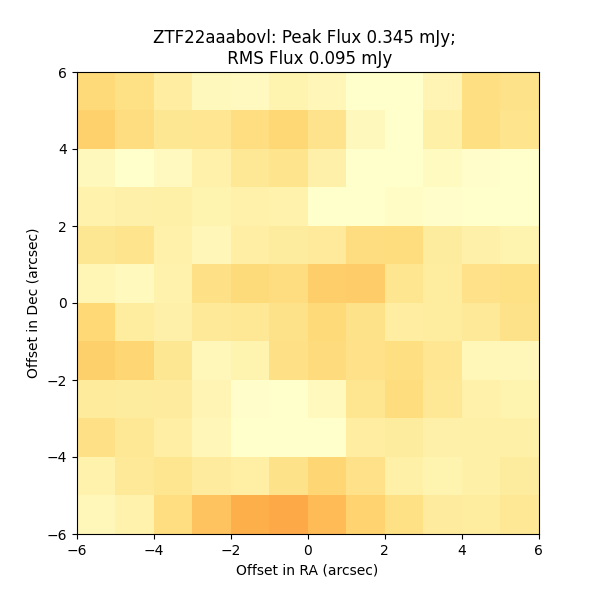 ZTF22aaabovl: Peak Flux 0.345 mJy;
RMS Flux 0.095 mJy
6
4
2
0
−2
−4
−6
Offset in Dec (arcsec)
−6 −4 −2 0 2 4 6
Offset in RA (arcsec)